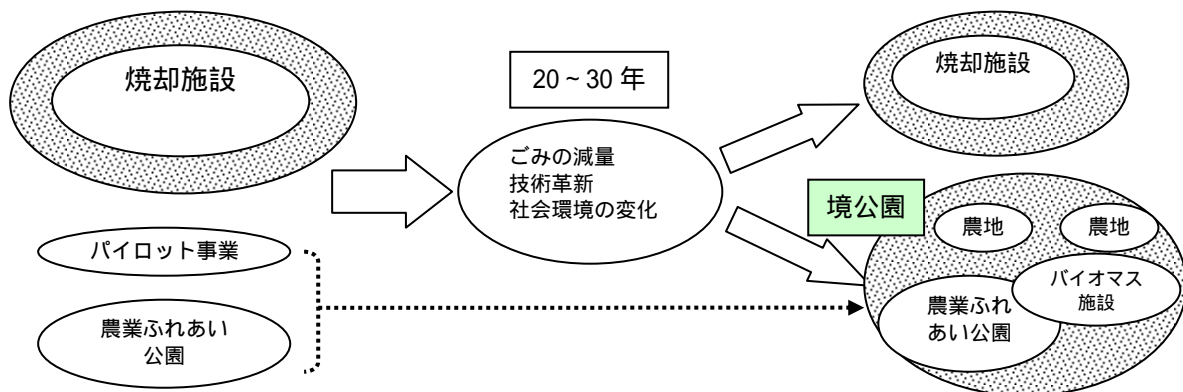 焼却施設
パイロット事業
農業ふれあい
公園
20~30 年
ごみの減量
技術革新
社会環境の変化
焼却施設
境公園
農地
農地
バイオマス
施設
農業ふれ
あい公園